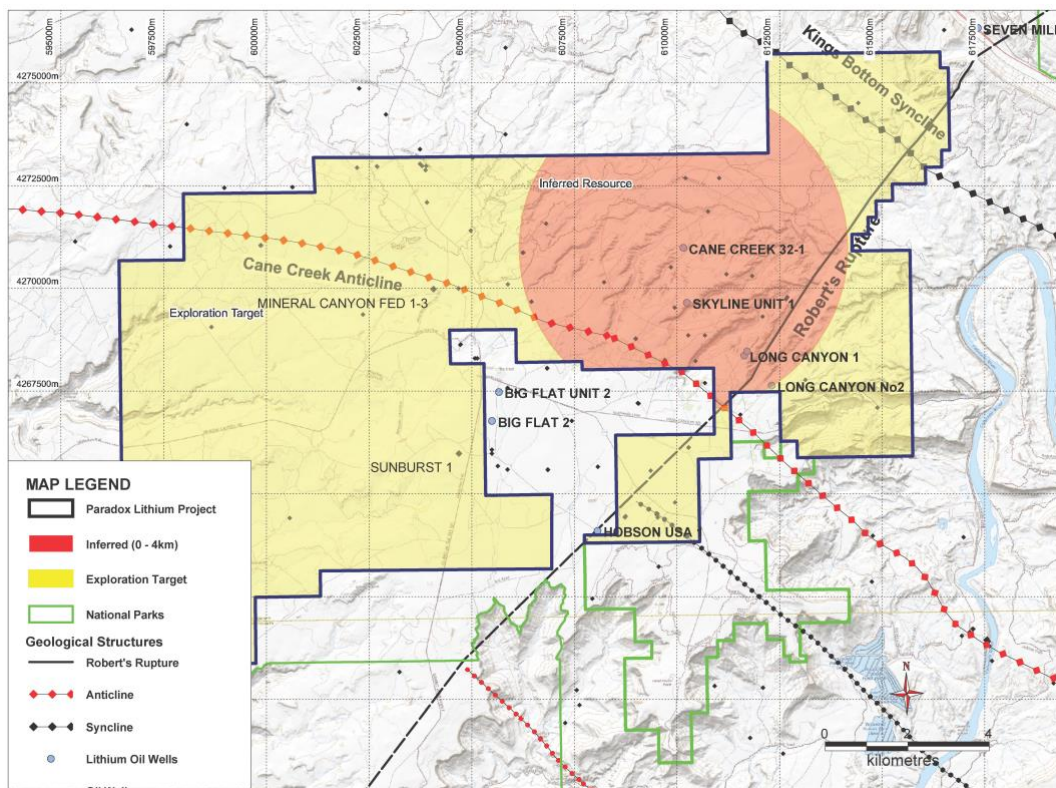 595000m
597500m
600000m
602500m
605000m
607500m
610000m
612500m
615000m
617500m
SEVEN MILE
4275000m
4272500m
4270000m
4267500m
Kings Bottom Syncline
Inferred Resource
CANE CREEK 32-1
Cane Creek Anticline
MINERAL CANYON FED 1-3
SKYLINE UNIT 1
Robert's Rupture
Exploration Target
LONG CANYON 1
LONG CANYON No2
BIG FLAT UNIT 2
BIG FLAT 2
SUNBURST 1
HOBSON USA 1
MAP LEGEND
Paradox Lithium Project
Inferred (0 - 4km)
Exploration Target
National Parks
Geological Structures
Robert's Rupture
Anticline
Syncline
Lithium Oil Wells
N
0 2 4
kilometres